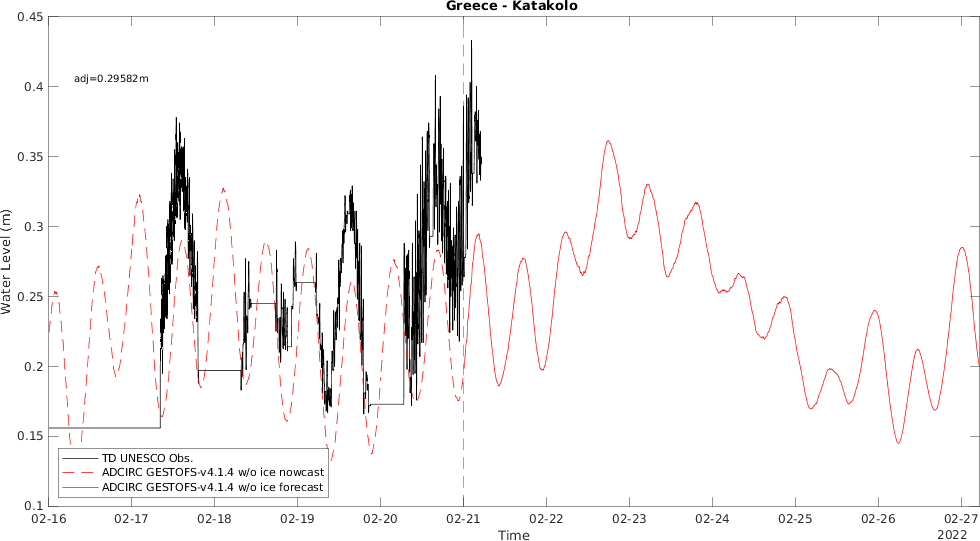 Greece - Katakolo
0.45
0.4
0.35
0.3
0.25
0.2
0.15
0.1
Water Level (m)
adj=0.29582m
TD UNESCO Obs.
ADCIRC GESTOFS-v4.1.4 w/o ice nowcast
ADCIRC GESTOFS-v4.1.4 w/o ice forecast
02-16 02-17 02-18 02-19 02-20 02-21 02-22 02-23 02-24 02-25 02-26 02-27
Time
2022